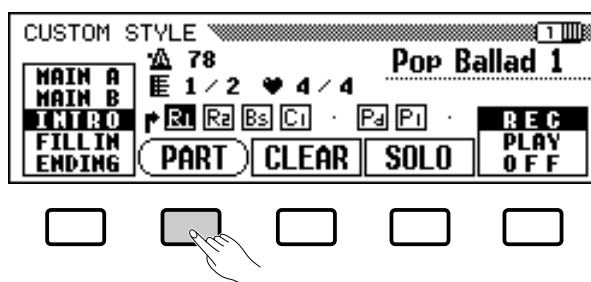 CUSTOM STYLE 1
78 Pop Ballad 1
1/2 4/4
MAIN A
MAIN B
INTRO
FILL IN
ENDING
R1 R2 Bs C1 · Pd P1 ·
PART CLEAR SOLO
REC
PLAY
OFF